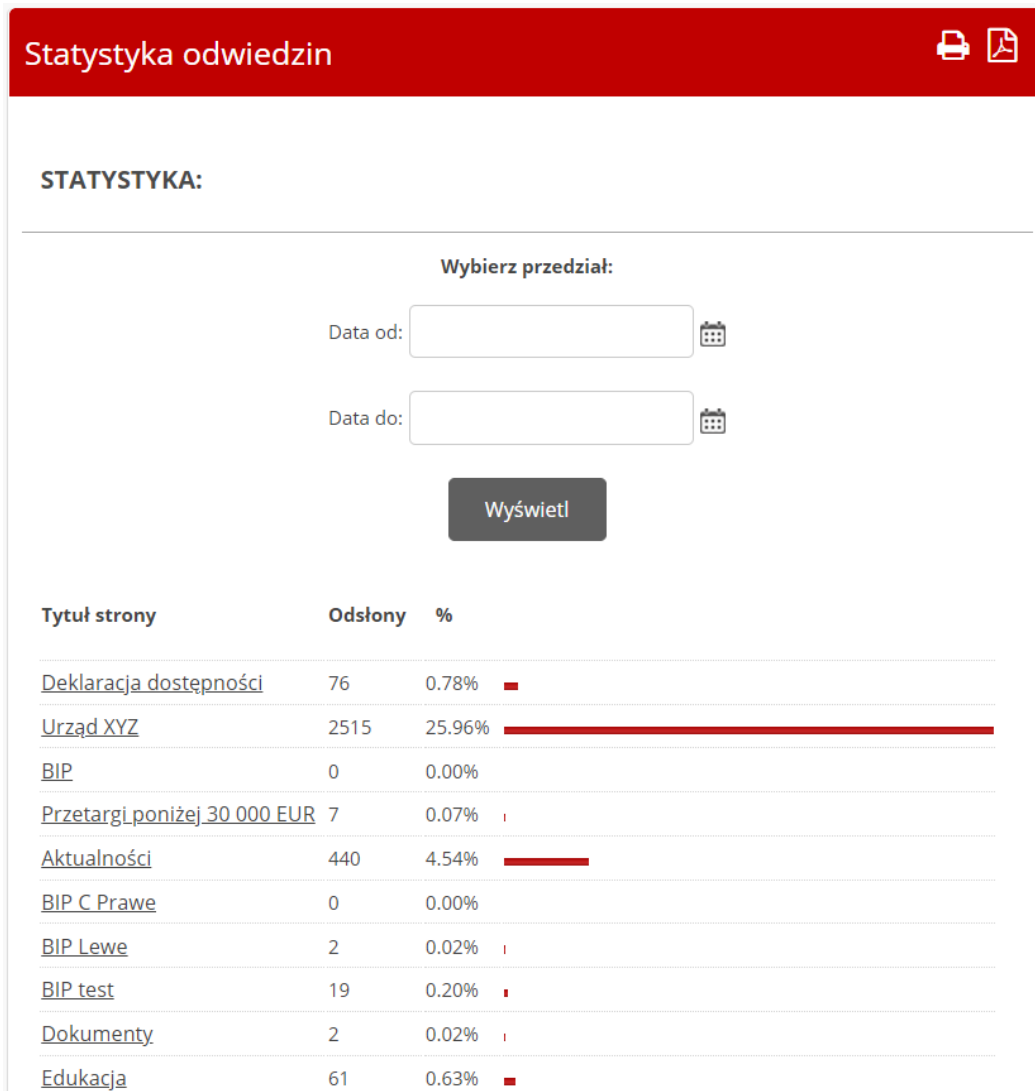 Statystyka odwiedzin
STATYSTYKA:
Wybierz przedział:
Data od:
Data do:
Wyświetl
Tytuł strony Odsłony %
Deklaracja dostępności 76 0.78%
Urząd XYZ 2515 25.96%
BIP 0 0.00%
Przetargi poniżej 30 000 EUR 7 0.07%
Aktualności 440 4.54%
BIP C Prawe 0 0.00%
BIP Lewe 2 0.02%
BIP test 19 0.20%
Dokumenty 2 0.02%
Edukacja 61 0.63%